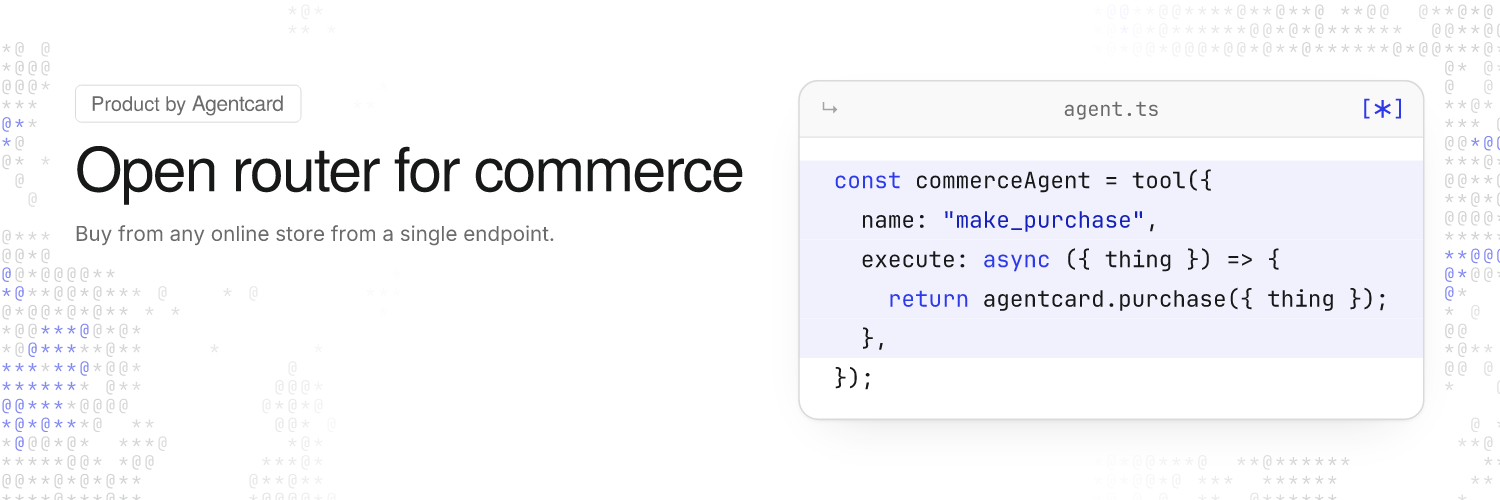 Product by Agentcard
Open router for commerce
Buy from any online store from a single endpoint.
↳ agent.ts [*]
const commerceAgent = tool({
name: "make_purchase",
execute: async ({ thing }) => {
return agentcard.purchase({ thing });
},
});